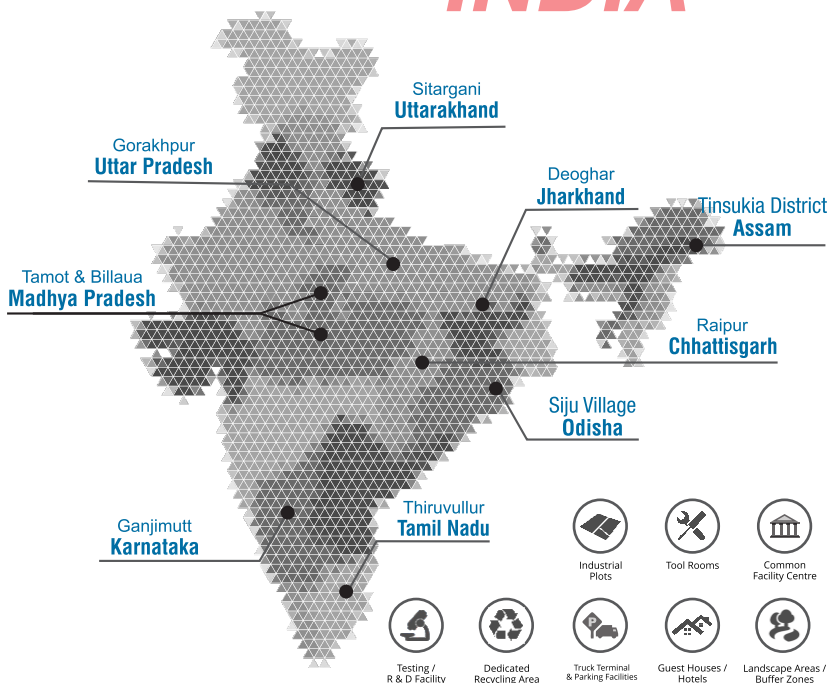 INDIA
Sitargani
Uttarakhand
Gorakhpur
Uttar Pradesh
Deoghar
Jharkhand
Tinsukia District
Assam
Tamot & Billaua
Madhya Pradesh
Raipur
Chhattisgarh
Siju Village
Odisha
Thiruvullur
Tamil Nadu
Ganjimutt
Karnataka
Industrial
Plots
Tool Rooms
Common
Facility Centre
P
Testing /
R & D Facility
Dedicated
Recycling Area
Truck Terminal
& Parking Facilities
Guest Houses /
Hotels
Landscape Areas /
Buffer Zones